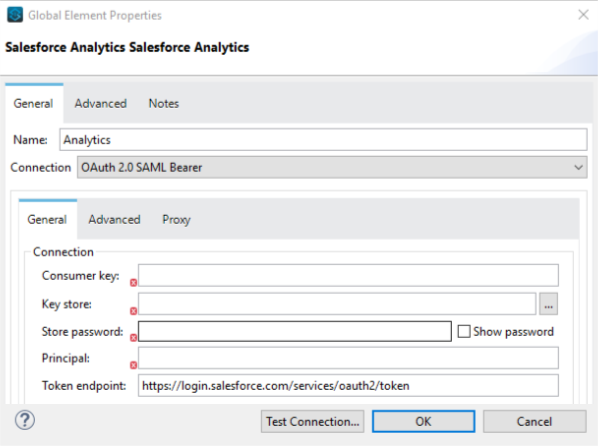 Global Element Properties
Salesforce Analytics Salesforce Analytics
General Advanced Notes
Name: Analytics
Connection OAuth 2.0 SAML Bearer
General Advanced Proxy
Connection
Consumer key:
Key store: ...
Store password: Show password
Principal:
Token endpoint: https://login.salesforce.com/services/oauth2/token
? Test Connection... OK Cancel